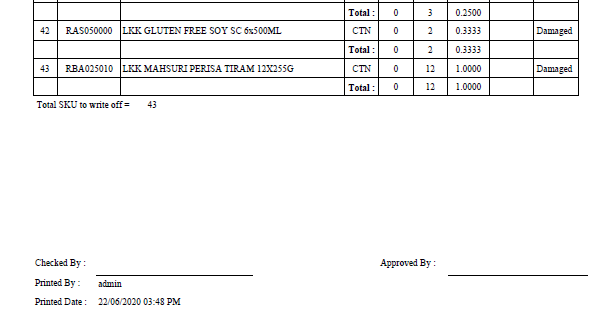 Total : 0 3 0.2500
42 RAS050000 LKK GLUTEN FREE SOY SC 6x500ML CTN 0 2 0.3333 Damaged
Total : 0 2 0.3333
43 RBA025010 LKK MAHSURI PERISA TIRAM 12X255G CTN 0 12 1.0000 Damaged
Total : 0 12 1.0000
Total SKU to write off = 43
Checked By : Approved By :
Printed By : admin
Printed Date : 22/06/2020 03:48 PM